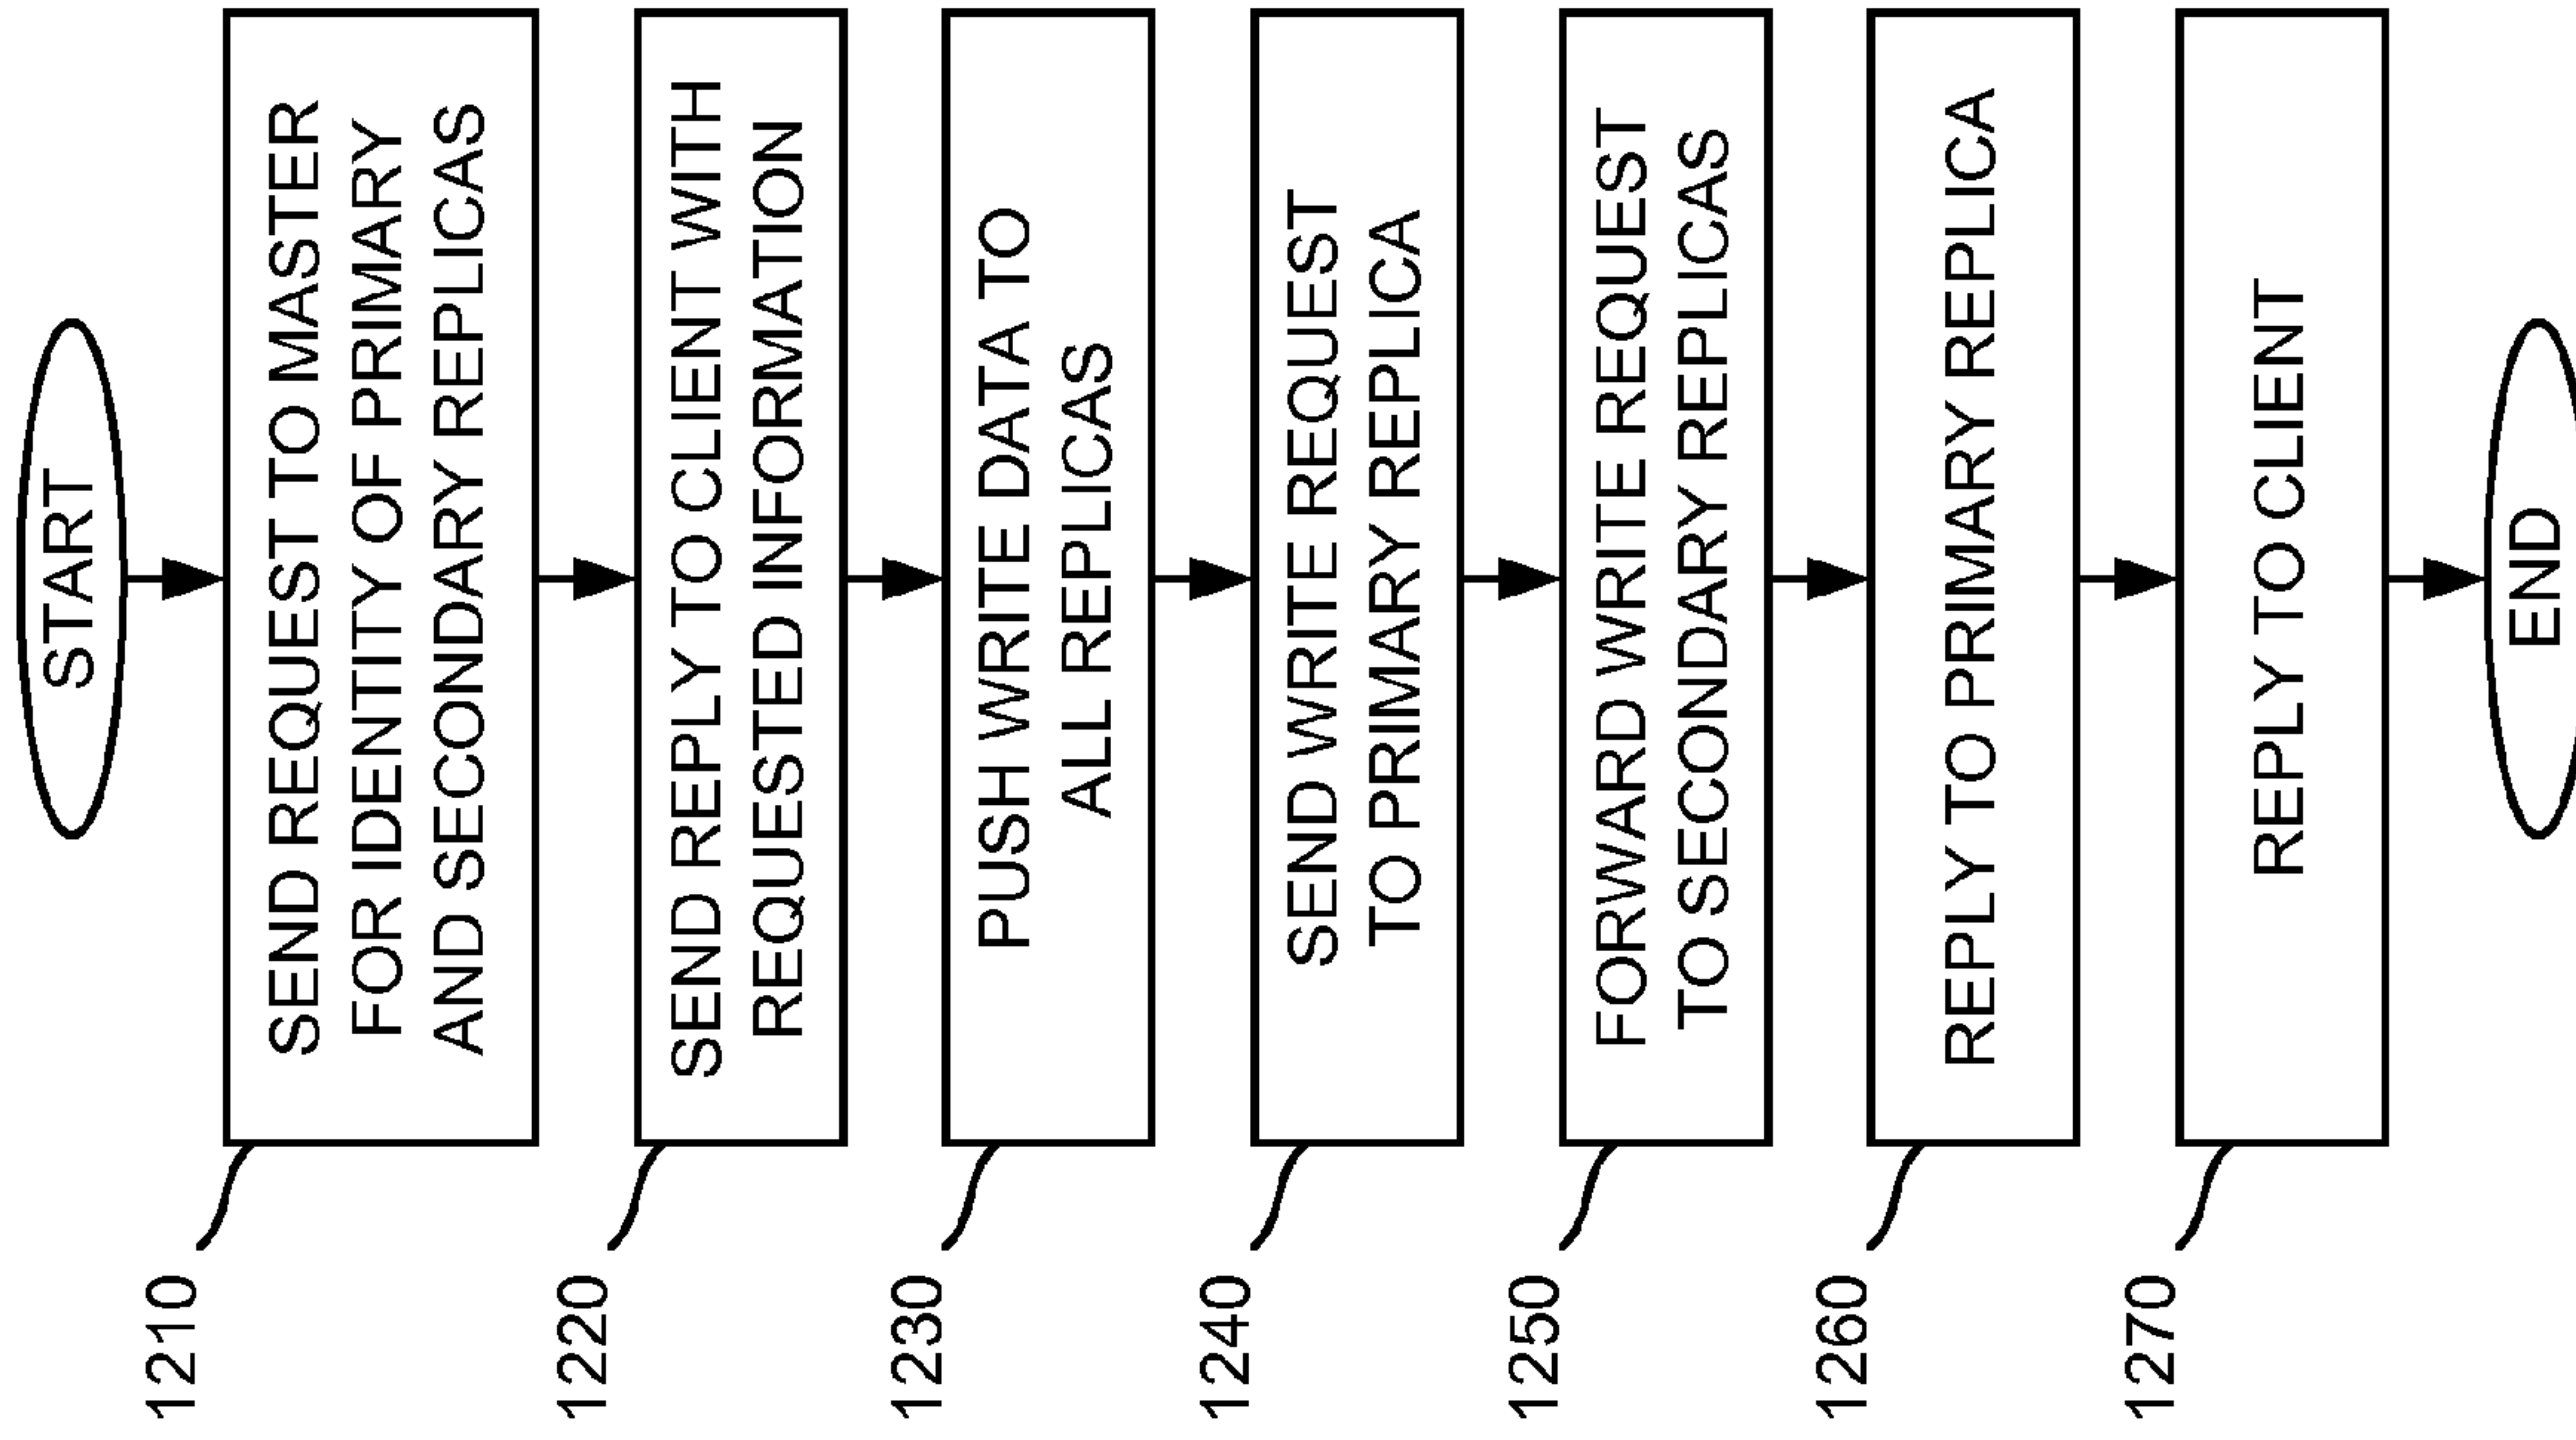 START
1210
SEND REQUEST TO MASTER
FOR IDENTITY OF PRIMARY
AND SECONDARY REPLICAS
1220
SEND REPLY TO CLIENT WITH
REQUESTED INFORMATION
1230
PUSH WRITE DATA TO
ALL REPLICAS
1240
SEND WRITE REQUEST
TO PRIMARY REPLICA
1250
FORWARD WRITE REQUEST
TO SECONDARY REPLICAS
1260
REPLY TO PRIMARY REPLICA
1270
REPLY TO CLIENT
END